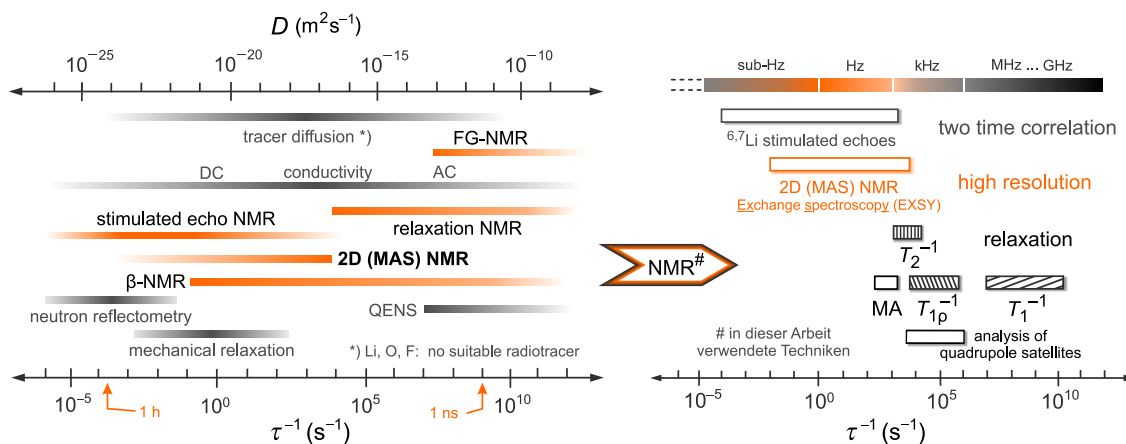 D (m²s⁻¹)
10⁻²⁵ 10⁻²⁰ 10⁻¹⁵ 10⁻¹⁰
tracer diffusion *)
FG-NMR
DC conductivity AC
stimulated echo NMR
relaxation NMR
2D (MAS) NMR
β-NMR
neutron reflectometry
QENS
mechanical relaxation
*) Li, O, F: no suitable radiotracer
10⁻⁵ 10⁰ 10⁵ 10¹⁰
1 h
1 ns
τ⁻¹ (s⁻¹)
NMR#
sub-Hz Hz kHz MHz ... GHz
two time correlation
⁶,⁷Li stimulated echoes
2D (MAS) NMR
Exchange spectroscopy (EXSY)
high resolution
relaxation
T₂⁻¹
MA T₁ρ⁻¹ T₁⁻¹
# in dieser Arbeit
verwendete Techniken
analysis of
quadrupole satellites
10⁻⁵ 10⁰ 10⁵ 10¹⁰
τ⁻¹ (s⁻¹)